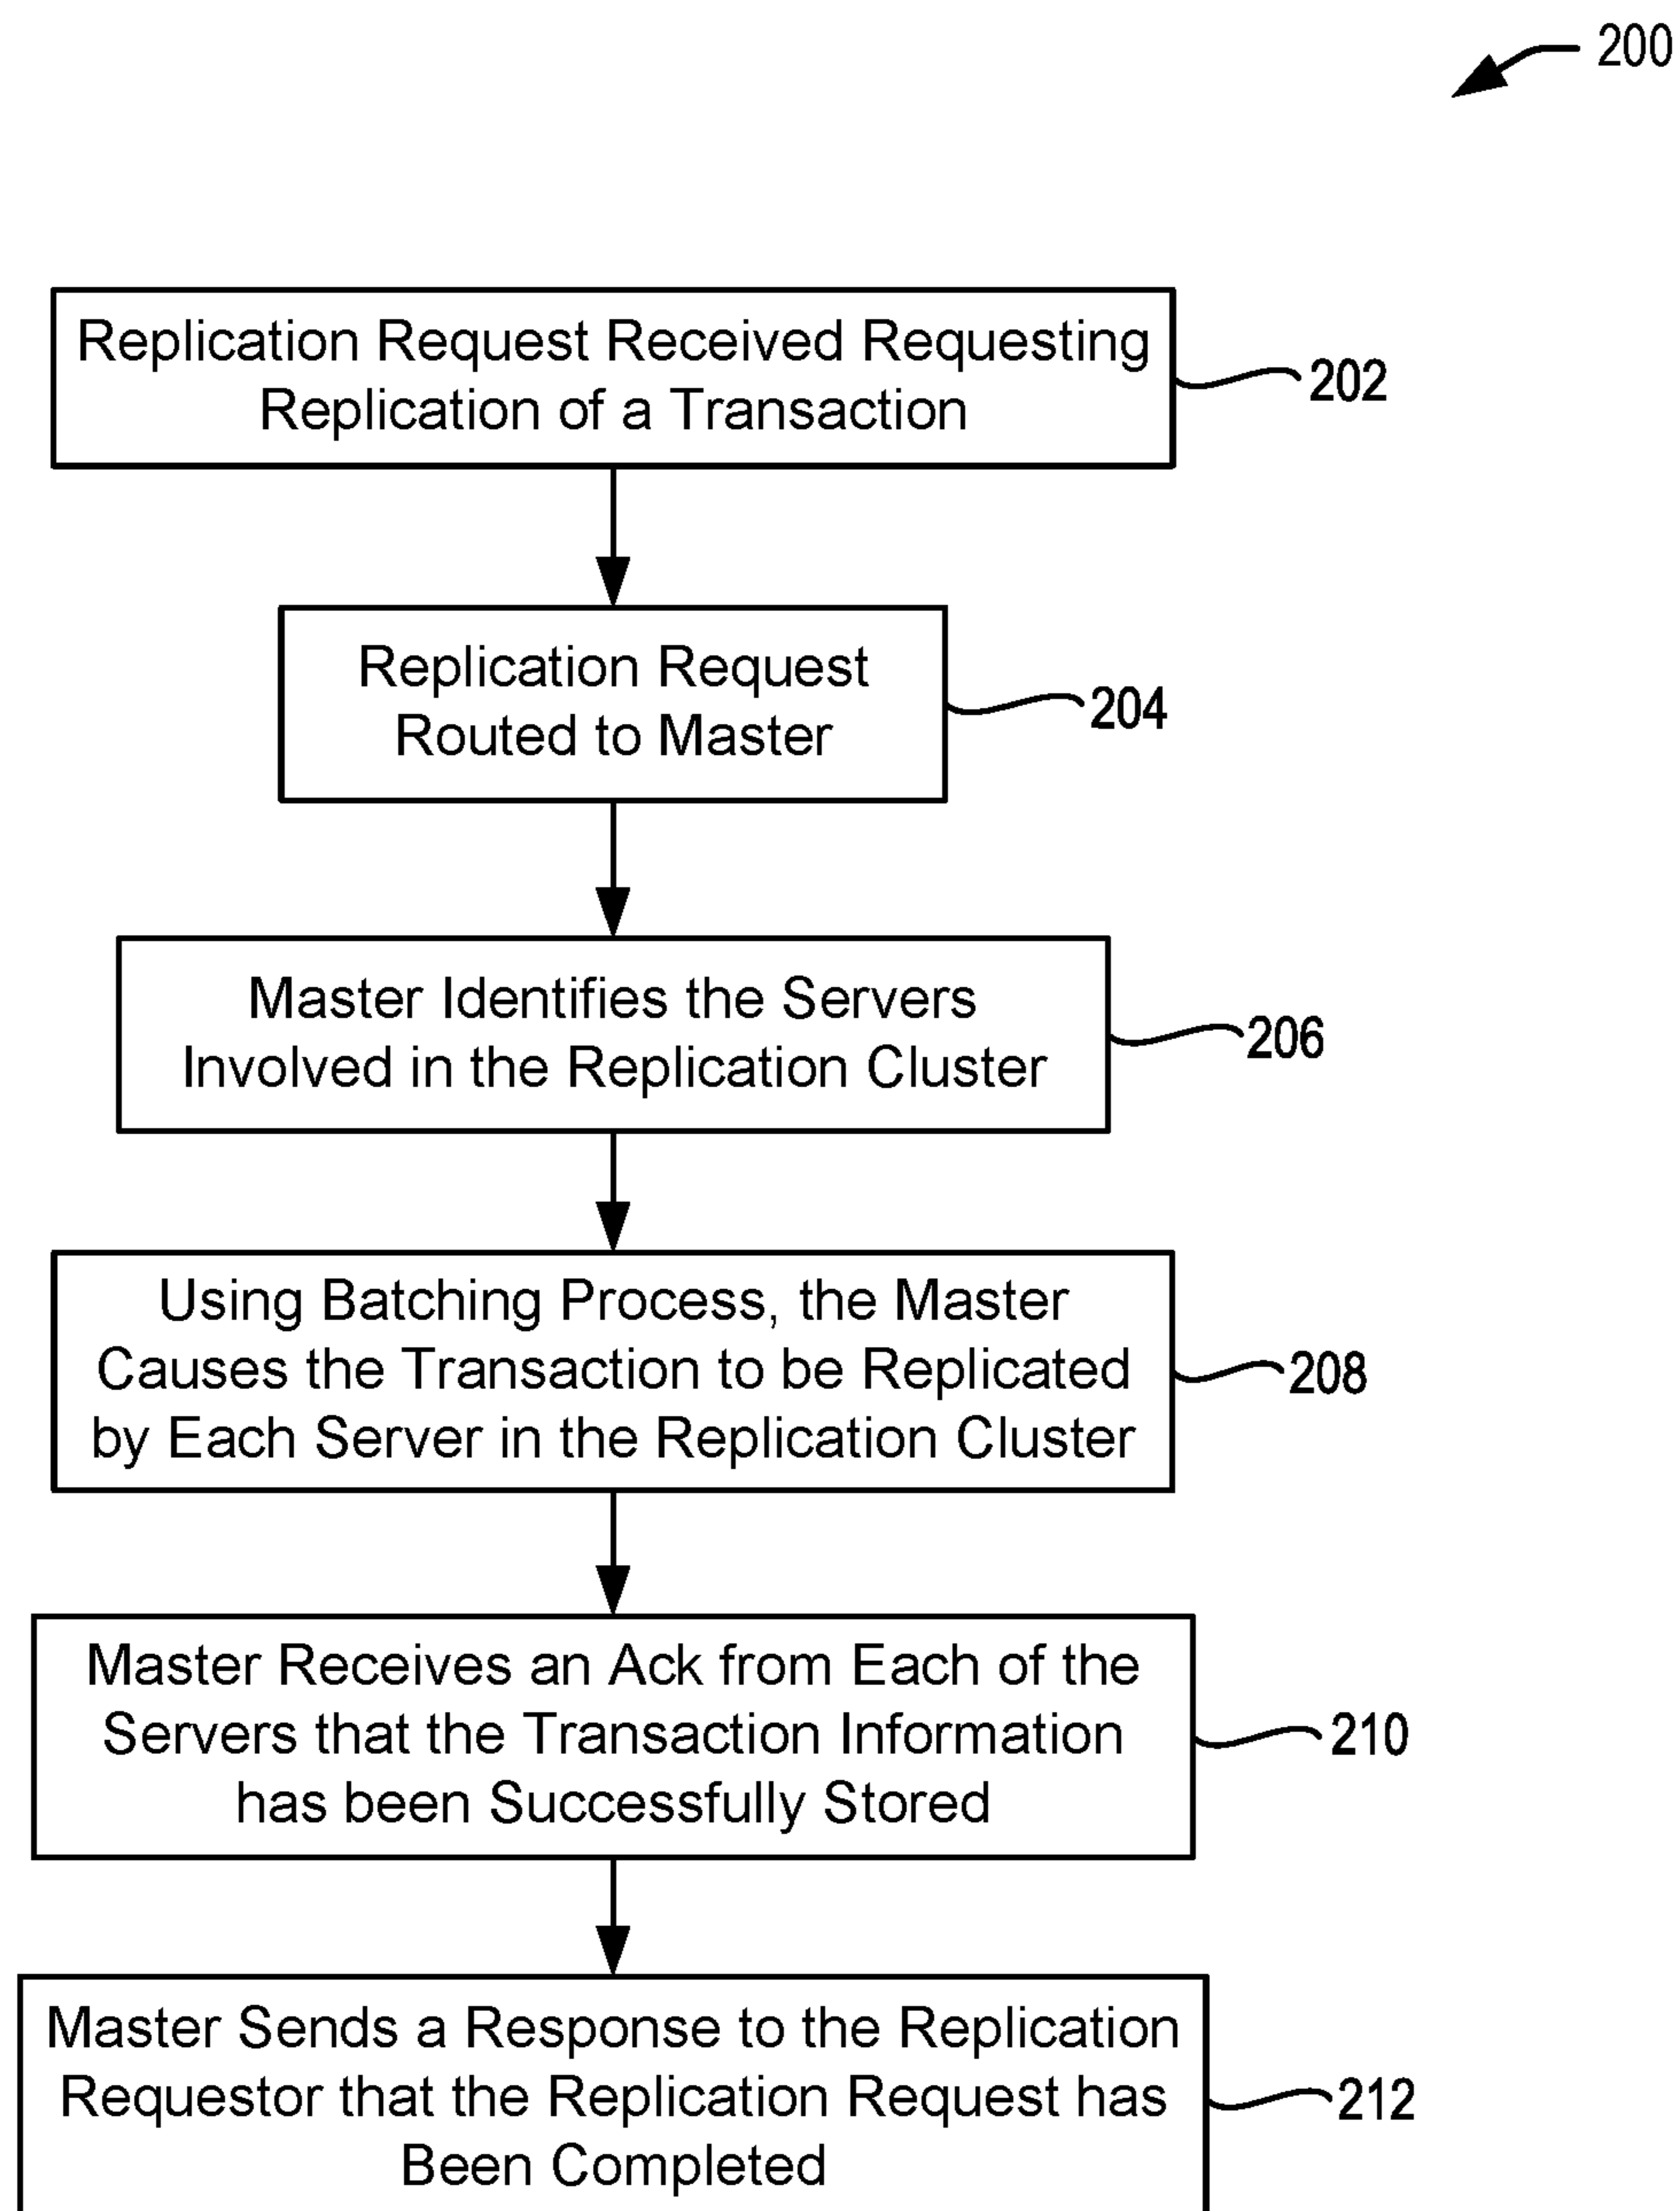 200
Replication Request Received Requesting
Replication of a Transaction
202
Replication Request
Routed to Master
204
Master Identifies the Servers
Involved in the Replication Cluster
206
Using Batching Process, the Master
Causes the Transaction to be Replicated
by Each Server in the Replication Cluster
208
Master Receives an Ack from Each of the
Servers that the Transaction Information
has been Successfully Stored
210
Master Sends a Response to the Replication
Requestor that the Replication Request has
Been Completed
212